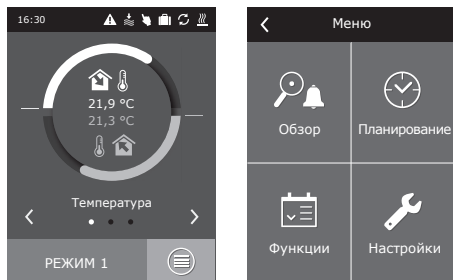 16:30
21,9 °C
21,3 °C
Температура
РЕЖИМ 1
Меню
Обзор
Планирование
Функции
Настройки